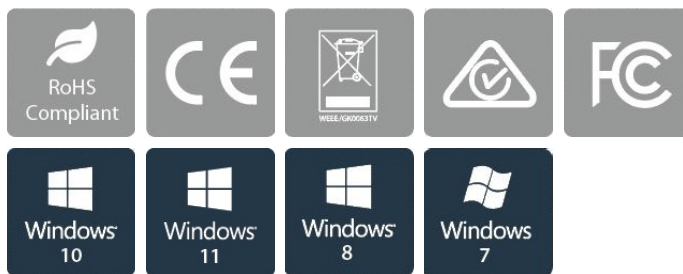 RoHS
Compliant
CE
WEEE/GK0063TV
FC
Windows
10
Windows
11
Windows
8
Windows
7